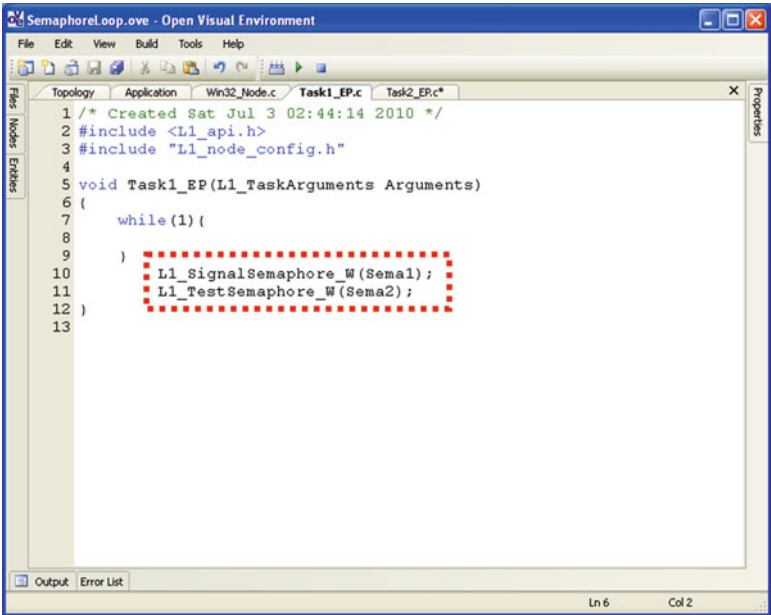 SemaphoreLoop.ove - Open Visual Environment
File Edit View Build Tools Help
Files
Nodes
Entities
Topology Application Win32_Node.c Task1_EP.c Task2_EP.c*
Properties
1 /* Created Sat Jul 3 02:44:14 2010 */
2 #include <L1_api.h>
3 #include "L1_node_config.h"
4
5 void Task1_EP(L1_TaskArguments Arguments)
6 {
7 while(1){
8
9 }
10 L1_SignalSemaphore_W(Sema1);
11 L1_TestSemaphore_W(Sema2);
12 }
13
Output Error List
Ln 6 Col 2